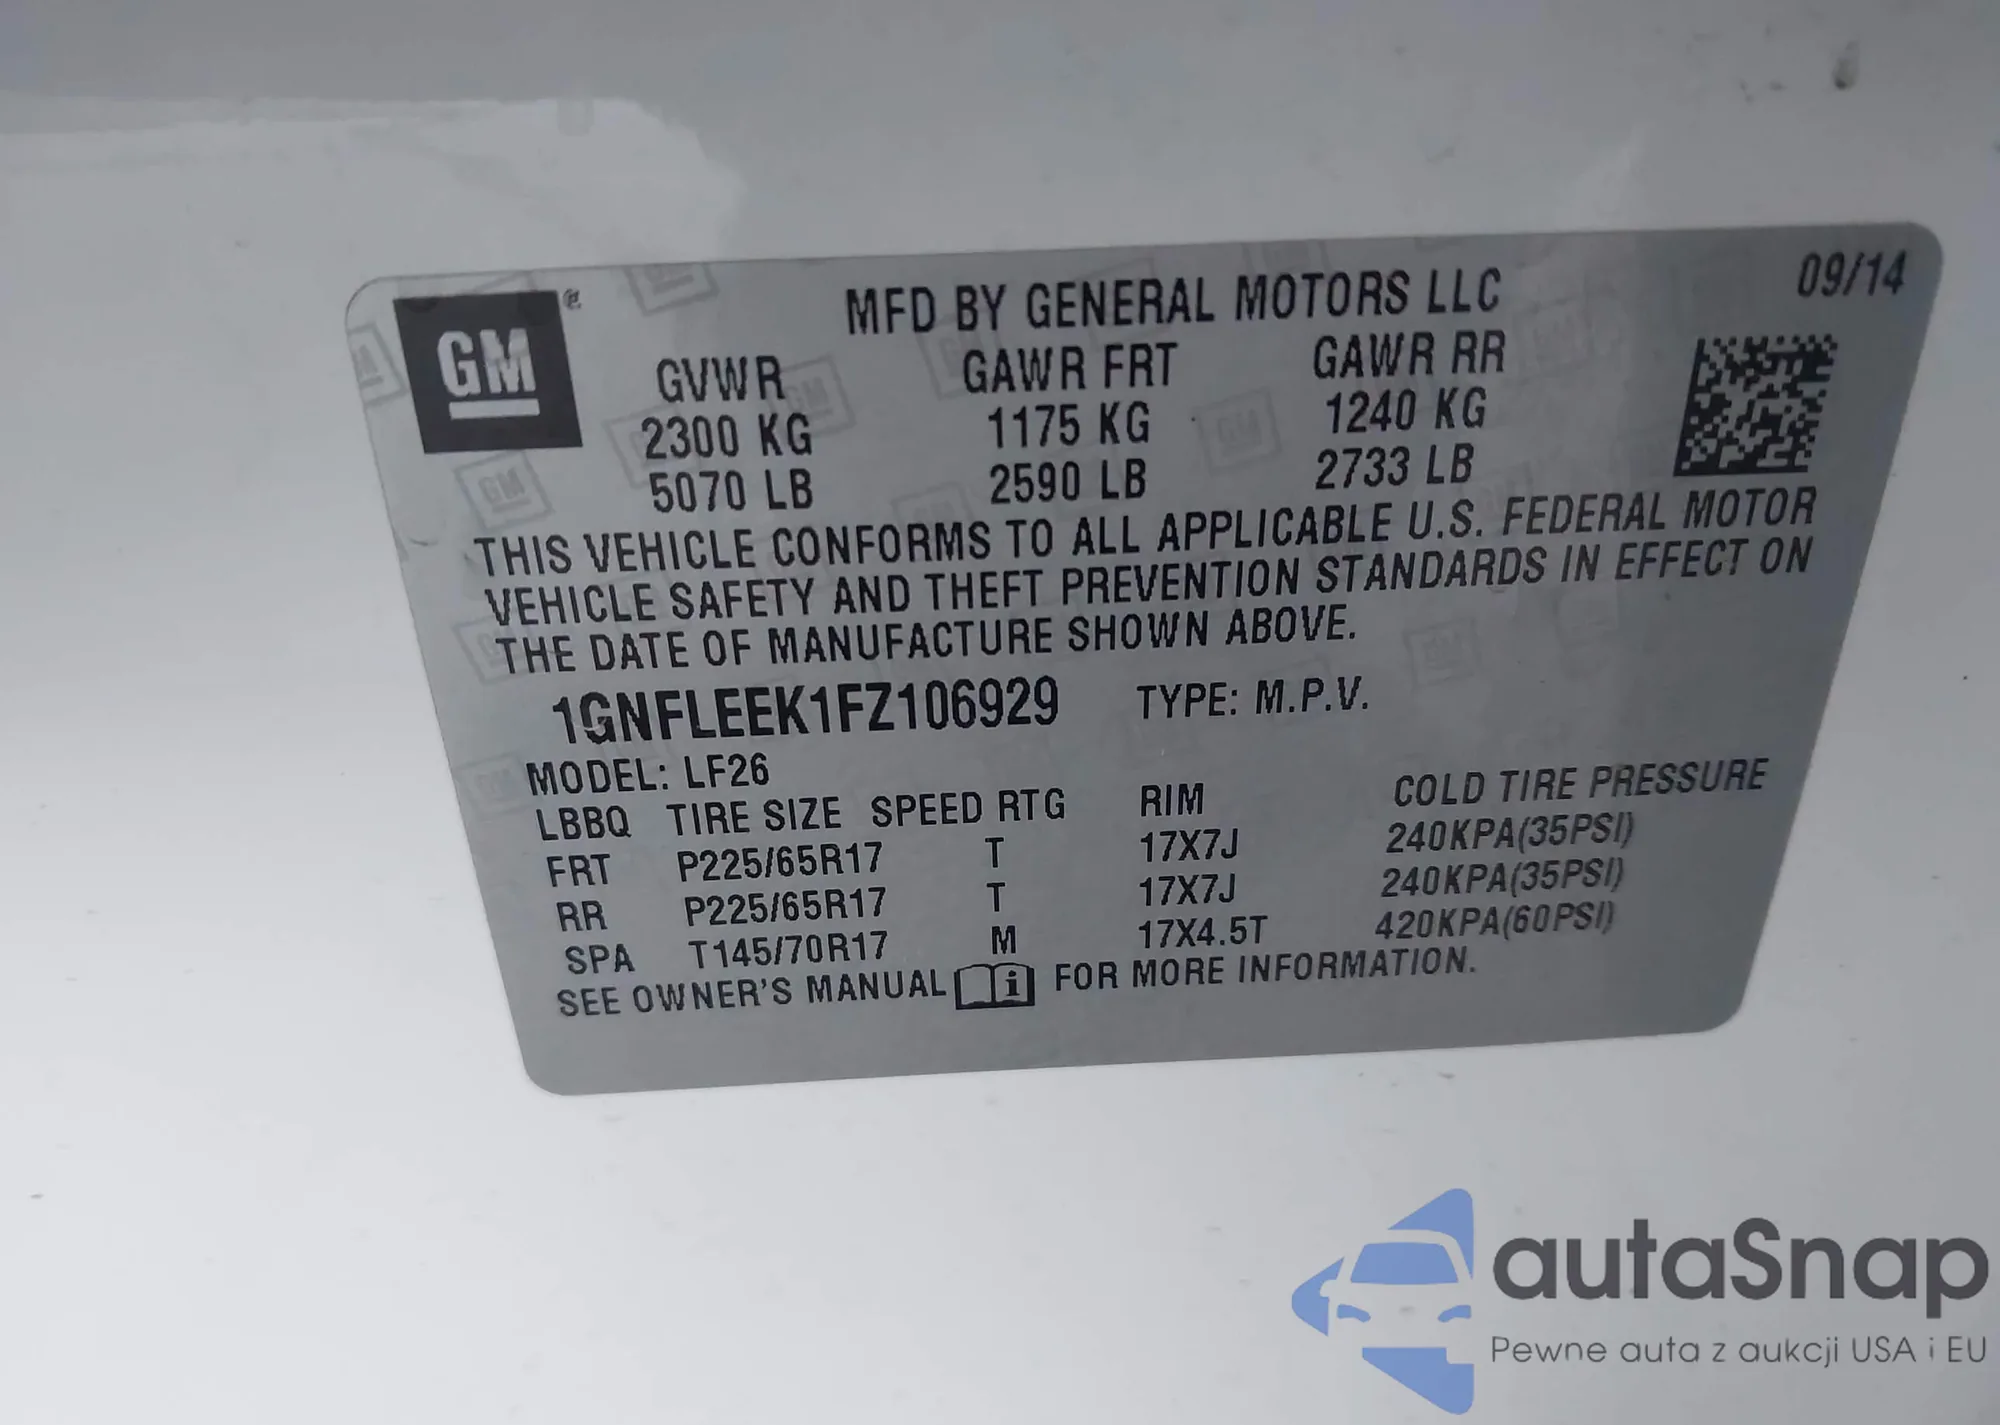 GM
MFD BY GENERAL MOTORS LLC 09/14
GVWR GAWR FRT GAWR RR
2300 KG 1175 KG 1240 KG
5070 LB 2590 LB 2733 LB
THIS VEHICLE CONFORMS TO ALL APPLICABLE U.S. FEDERAL MOTOR
VEHICLE SAFETY AND THEFT PREVENTION STANDARDS IN EFFECT ON
THE DATE OF MANUFACTURE SHOWN ABOVE.
1GNFLEEK1FZ106929 TYPE: M.P.V.
MODEL: LF26
LBBQ TIRE SIZE SPEED RTG RIM COLD TIRE PRESSURE
FRT P225/65R17 T 17X7J 240KPA(35PSI)
RR P225/65R17 T 17X7J 240KPA(35PSI)
SPA T145/70R17 M 17X4.5T 420KPA(60PSI)
SEE OWNER'S MANUAL i FOR MORE INFORMATION.
autaSnap
Pewne auta z aukcji USA i EU